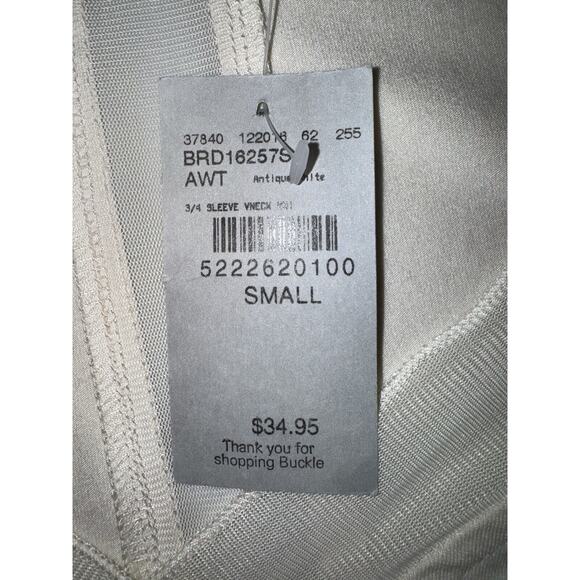 37840 122016 62 255
BRD16257S
AWT Antique White
3/4 SLEEVE VNECK
5222620100
SMALL
$34.95
Thank you for
shopping Buckle